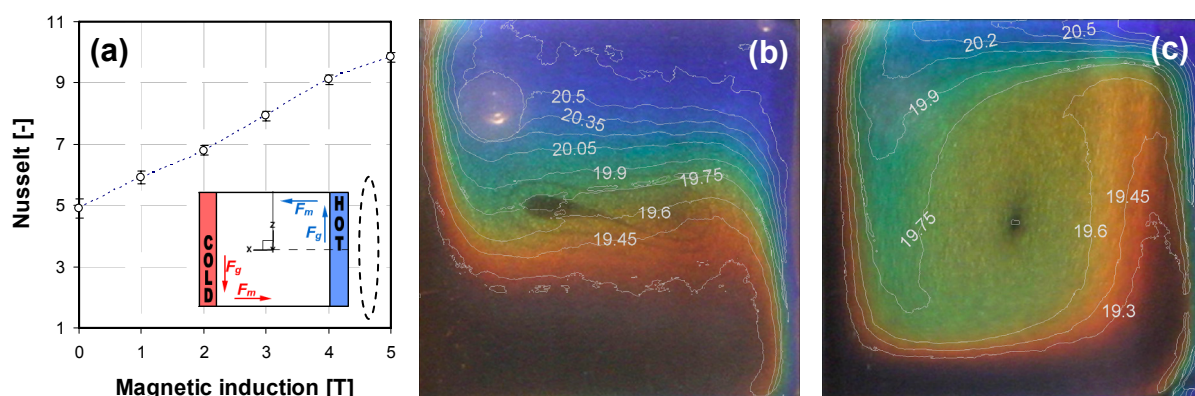 (a)
Nusselt [-]
11
9
7
5
3
1
0 1 2 3 4 5
Magnetic induction [T]
COLD
HOT
Fm
Fg
z
x
Fg
Fm
(b)
20.5
20.35
20.05
19.9
19.75
19.6
19.45
(c)
20.5
20.2
19.9
19.75
19.45
19.6
19.3